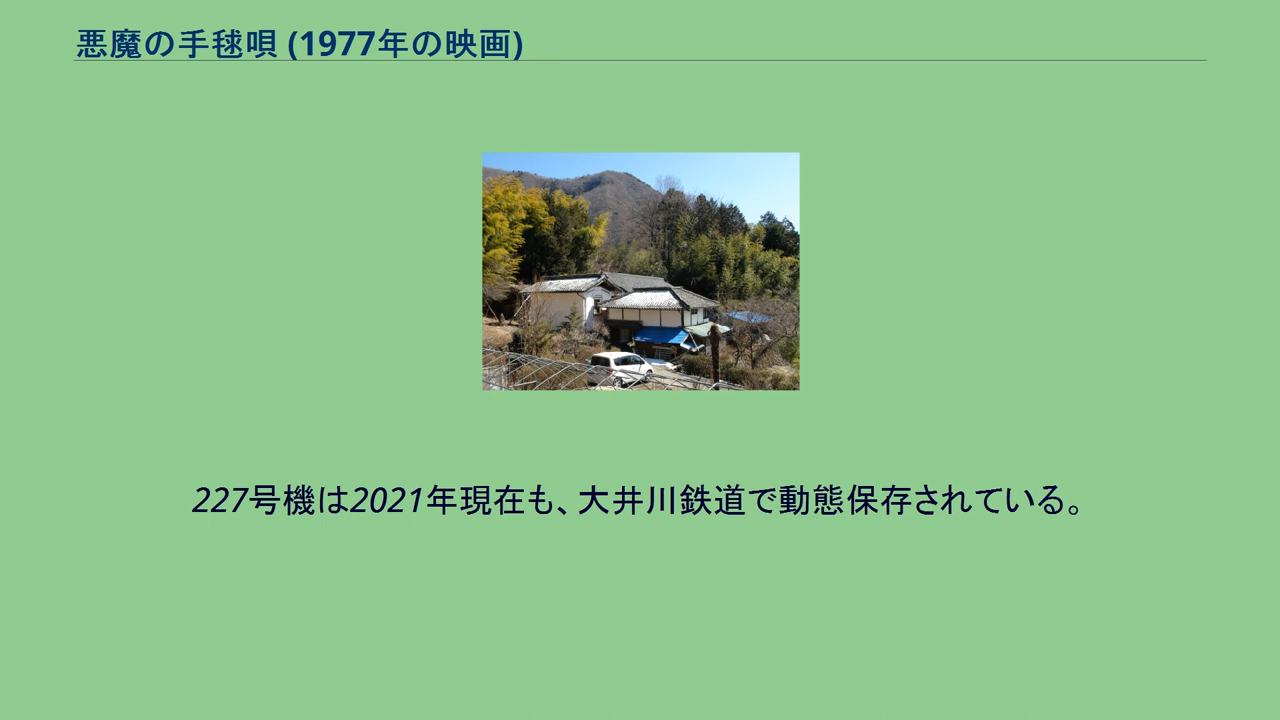 悪魔の手毬唄 (1977年の映画)
227号機は2021年現在も、大井川鉄道で動態保存されている。